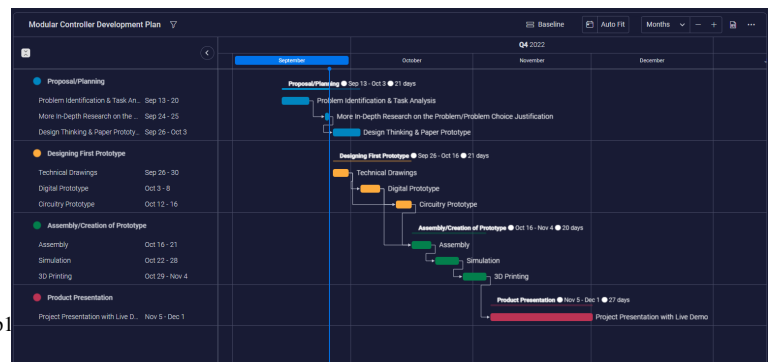 Modular Controller Development Plan
Baseline
Auto Fit
Months
Q4 2022
September
October
November
December
Proposal/Planning
Proposal/Planning Sep 13 - Oct 3 21 days
Problem Identification & Task An... Sep 13 - 20
Problem Identification & Task Analysis
More In-Depth Research on the ... Sep 24 - 25
More In-Depth Research on the Problem/Problem Choice Justification
Design Thinking & Paper Prototy... Sep 26 - Oct 3
Design Thinking & Paper Prototype
Designing First Prototype
Designing First Prototype Sep 26 - Oct 16 21 days
Technical Drawings Sep 26 - 30
Technical Drawings
Digital Prototype Oct 3 - 8
Digital Prototype
Circuitry Prototype Oct 12 - 16
Circuitry Prototype
Assembly/Creation of Prototype
Assembly/Creation of Prototype Oct 16 - Nov 4 20 days
Assembly Oct 16 - 21
Assembly
Simulation Oct 22 - 28
Simulation
3D Printing Oct 29 - Nov 4
3D Printing
Product Presentation
Product Presentation Nov 5 - Dec 1 27 days
Project Presentation with Live D... Nov 5 - Dec 1
Project Presentation with Live Demo